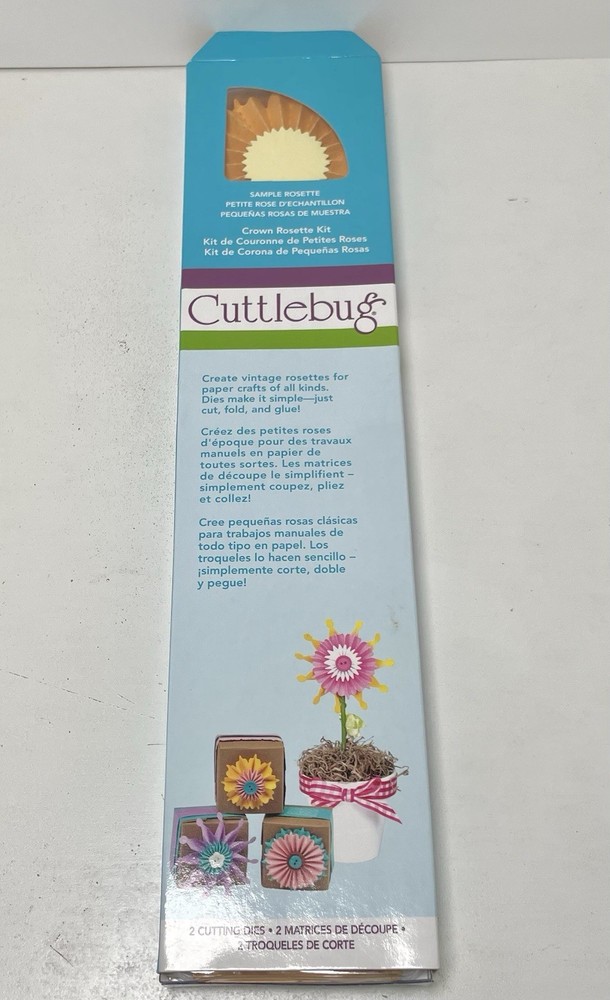 SAMPLE ROSETTE
PETITE ROSE D'ECHANTILLON
PEQUEÑAS ROSAS DE MUESTRA
Crown Rosette Kit
Kit de Couronne de Petites Roses
Kit de Corona de Pequeñas Rosas
Cuttlebug®
Create vintage rosettes for
paper crafts of all kinds.
Dies make it simple—just
cut, fold, and glue!
Créez des petites roses
d'époque pour des travaux
manuels en papier de
toutes sortes. Les matrices
de découpe le simplifient –
simplement coupez, pliez
et collez!
Cree pequeñas rosas clásicas
para trabajos manuales de
todo tipo en papel. Los
troqueles lo hacen sencillo –
¡simplemente corte, doble
y pegue!
2 CUTTING DIES • 2 MATRICES DE DÉCOUPE •
2 TROQUELES DE CORTE